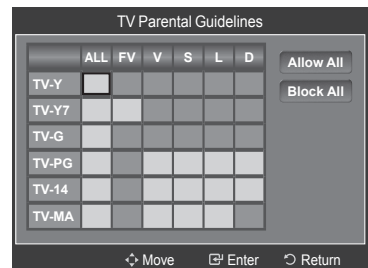 TV Parental Guidelines
ALL FV V S L D
Allow All
Block All
TV-Y
TV-Y7
TV-G
TV-PG
TV-14
TV-MA
Move Enter Return